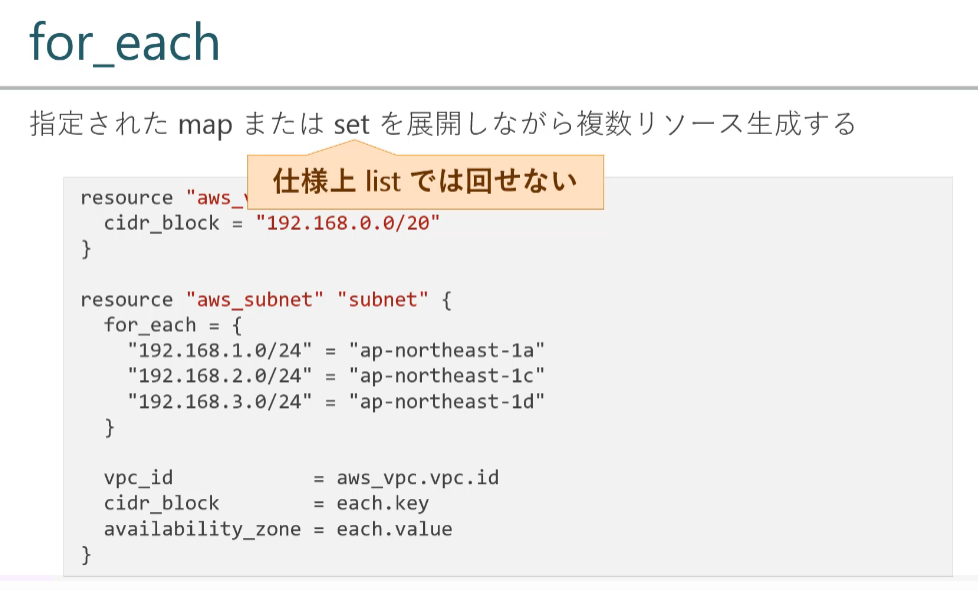 for_each
指定された map または set を展開しながら複数リソース生成する
仕様上 list では回せない
resource "aws_
cidr_block = "192.168.0.0/20"
}
resource "aws_subnet" "subnet" {
for_each = {
"192.168.1.0/24" = "ap-northeast-1a"
"192.168.2.0/24" = "ap-northeast-1c"
"192.168.3.0/24" = "ap-northeast-1d"
}
vpc_id = aws_vpc.vpc.id
cidr_block = each.key
availability_zone = each.value
}